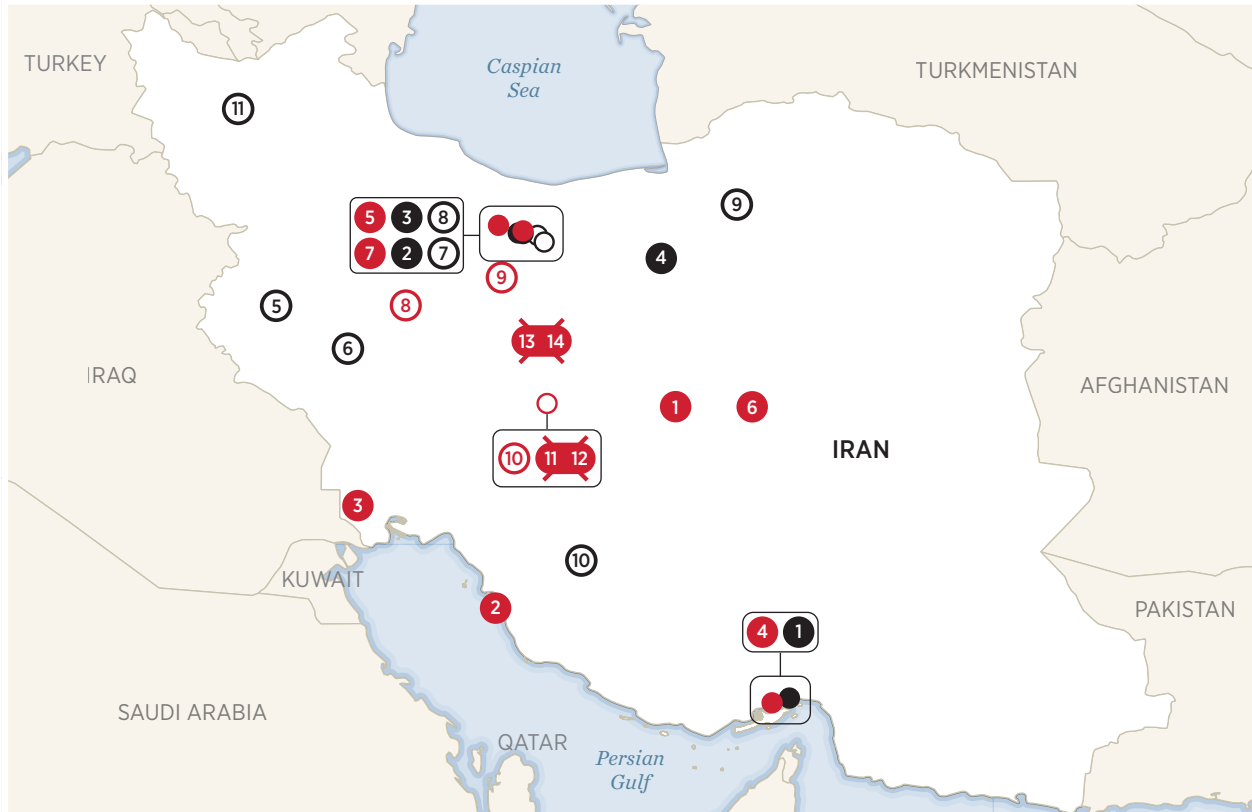 TURKEY
Caspian
Sea
TURKMENISTAN
11
9
5 3 8
7 2 7
4
9
5
8
6
13 14
IRAQ
AFGHANISTAN
1
6
IRAN
10 11 12
3
10
KUWAIT
2
PAKISTAN
4 1
SAUDI ARABIA
QATAR
Persian
Gulf